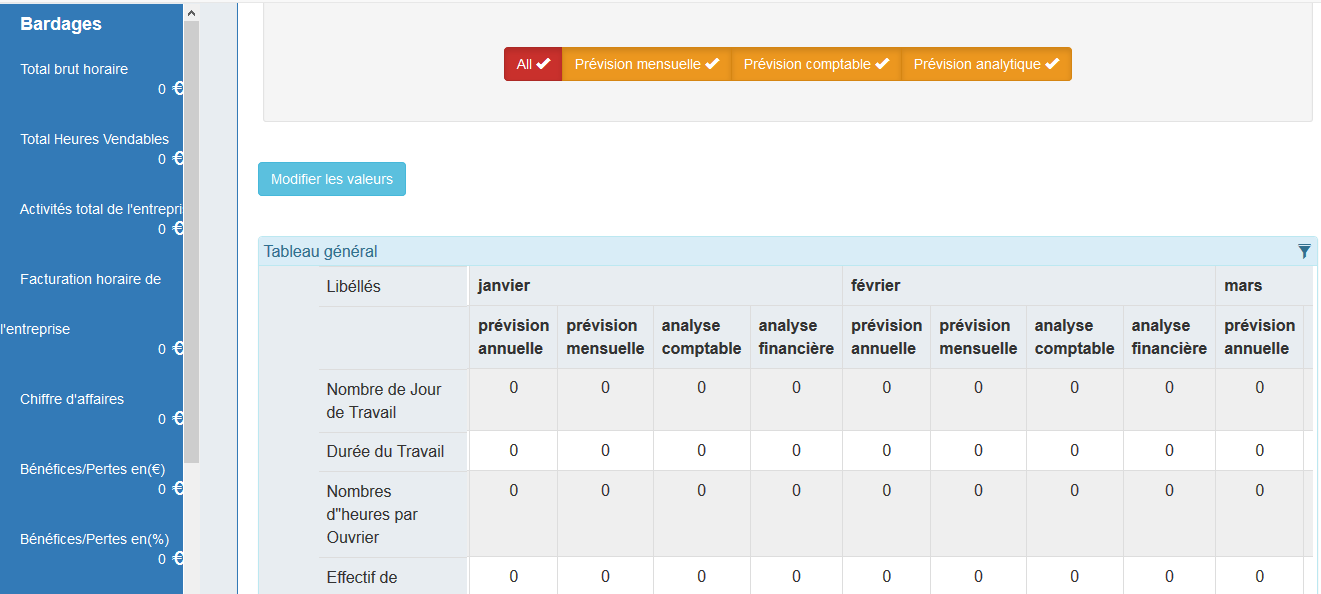 Bardages
Total brut horaire
0 €
Total Heures Vendables
0 €
Activités total de l'entrepri
0 €
Facturation horaire de
l'entreprise
0 €
Chiffre d'affaires
0 €
Bénéfices/Pertes en(€)
0 €
Bénéfices/Pertes en(%)
0 €
All Prévision mensuelle Prévision comptable Prévision analytique
Modifier les valeurs
Tableau général
Libéllés janvier février mars
prévision prévision analyse analyse prévision prévision analyse analyse prévision
annuelle mensuelle comptable financière annuelle mensuelle comptable financière annuelle
Nombre de Jour 0 0 0 0 0 0 0 0 0
de Travail
Durée du Travail 0 0 0 0 0 0 0 0 0
Nombres 0 0 0 0 0 0 0 0 0
d"heures par
Ouvrier
Effectif de 0 0 0 0 0 0 0 0 0